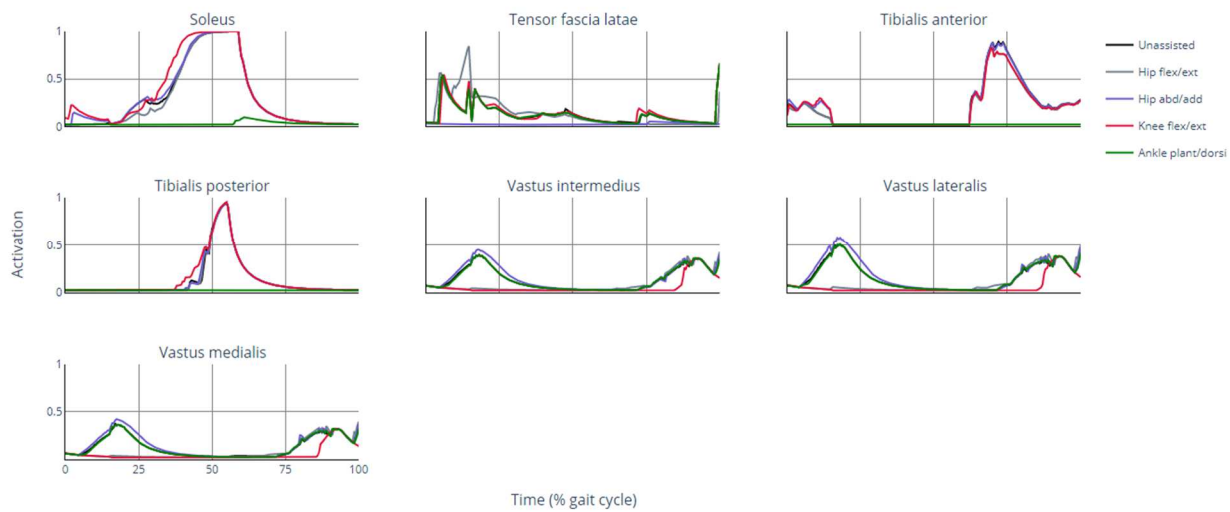 Soleus
Tensor fascia latae
Tibialis anterior
1
0.5
0
Unassisted
Hip flex/ext
Hip abd/add
Knee flex/ext
Ankle plant/dorsi
Tibialis posterior
Vastus intermedius
Vastus lateralis
1
0.5
0
Activation
Vastus medialis
1
0.5
0
50
100
Time (% gait cycle)